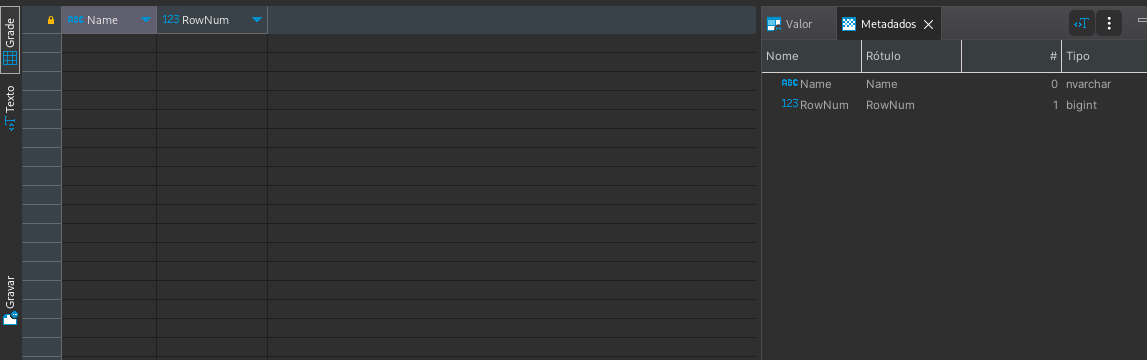 Grade
Texto
Gravar
ABC Name
123 RowNum
Valor
Metadados
Nome Rótulo # Tipo
ABC Name Name 0 nvarchar
123 RowNum RowNum 1 bigint